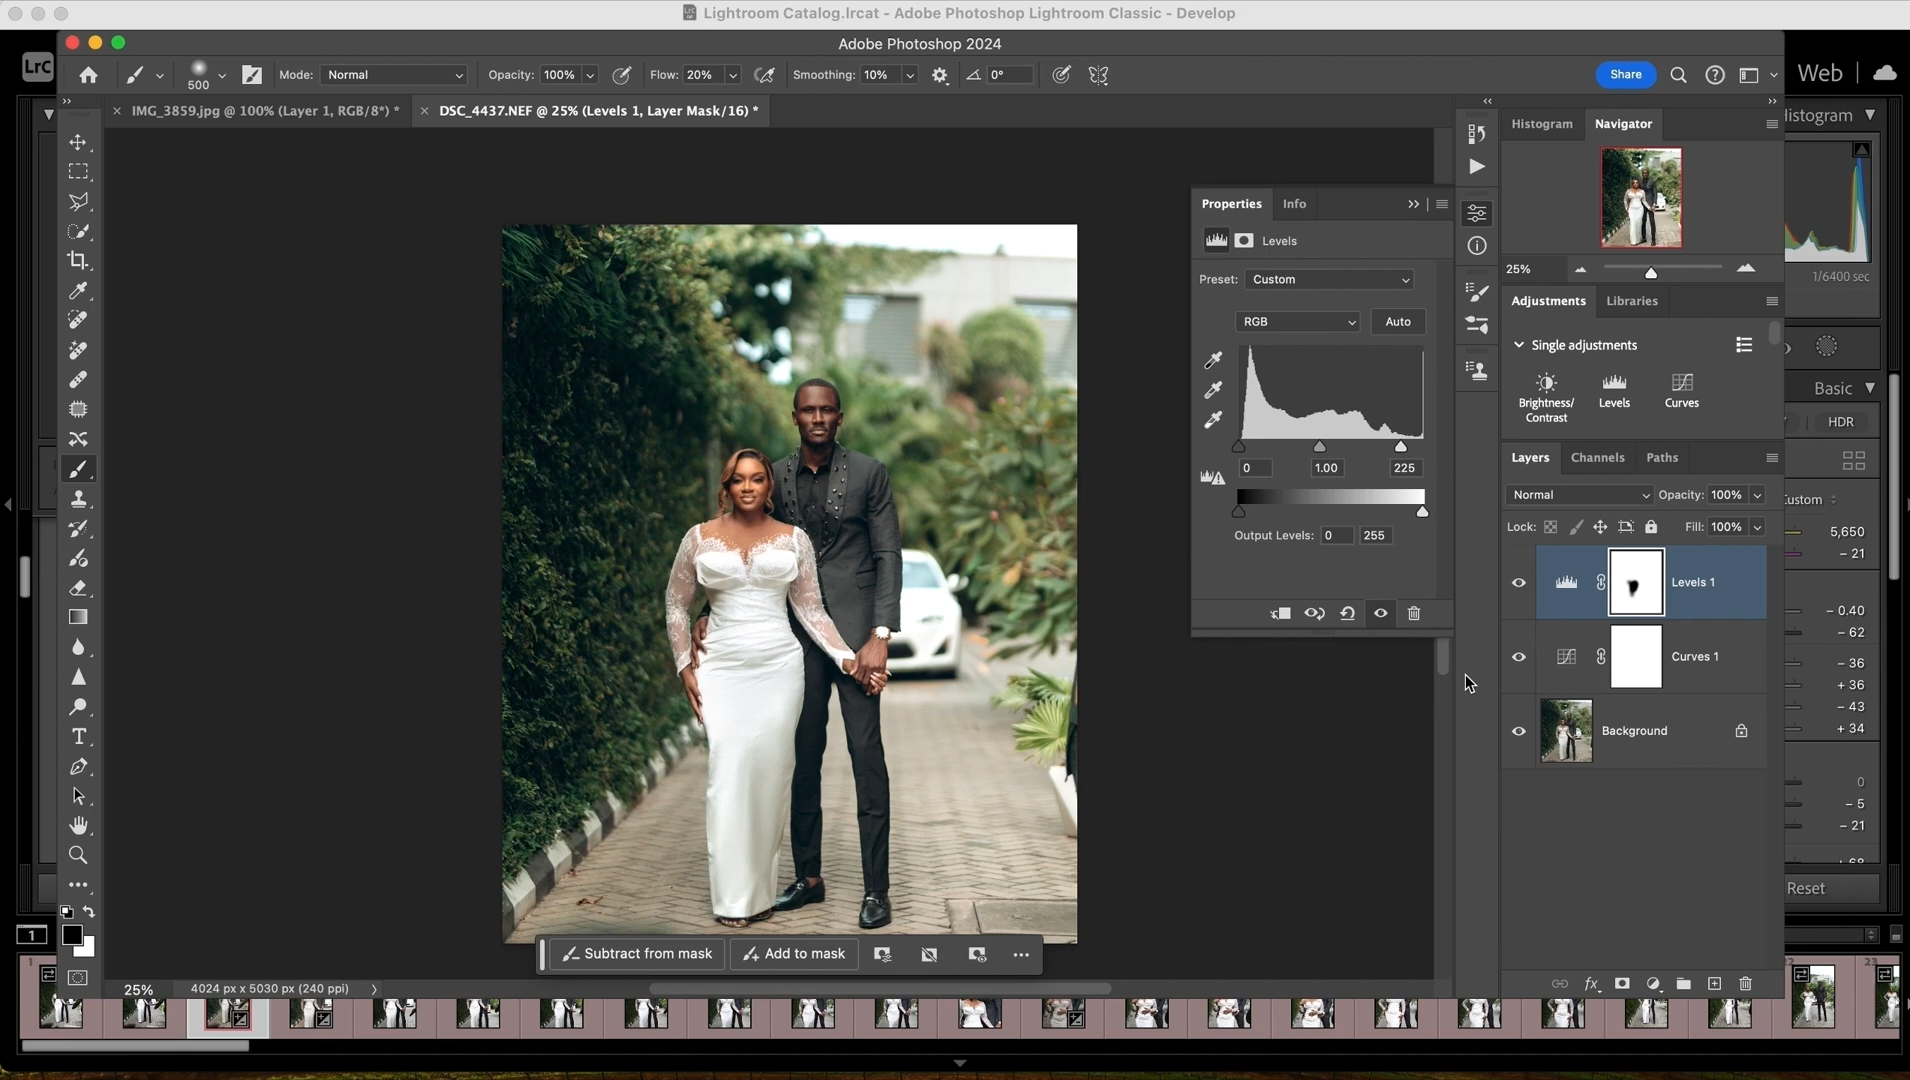 Lightroom Catalog.lrcat - Adobe Photoshop Lightroom Classic - Develop
LrC
Adobe Photoshop 2024
500
Mode: Normal
Opacity: 100%
Flow: 20%
Smoothing: 10%
0°
Share
Web
IMG_3859.jpg @ 100% (Layer 1, RGB/8*) *
DSC_4437.NEF @ 25% (Levels 1, Layer Mask/16) *
Histogram
Navigator
25%
1/6400 sec
Properties
Info
Levels
Preset: Custom
RGB
Auto
0
1.00
225
Output Levels: 0 255
Adjustments
Libraries
Single adjustments
Brightness/
Contrast
Levels
Curves
Basic
HDR
Layers
Channels
Paths
Normal
Opacity: 100%
Lock:
Fill: 100%
Levels 1
Curves 1
Background
5,650
- 21
- 0.40
- 62
- 36
+ 36
- 43
+ 34
0
- 5
- 21
Reset
Subtract from mask
Add to mask
25%
4024 px x 5030 px (240 ppi)
1
fx